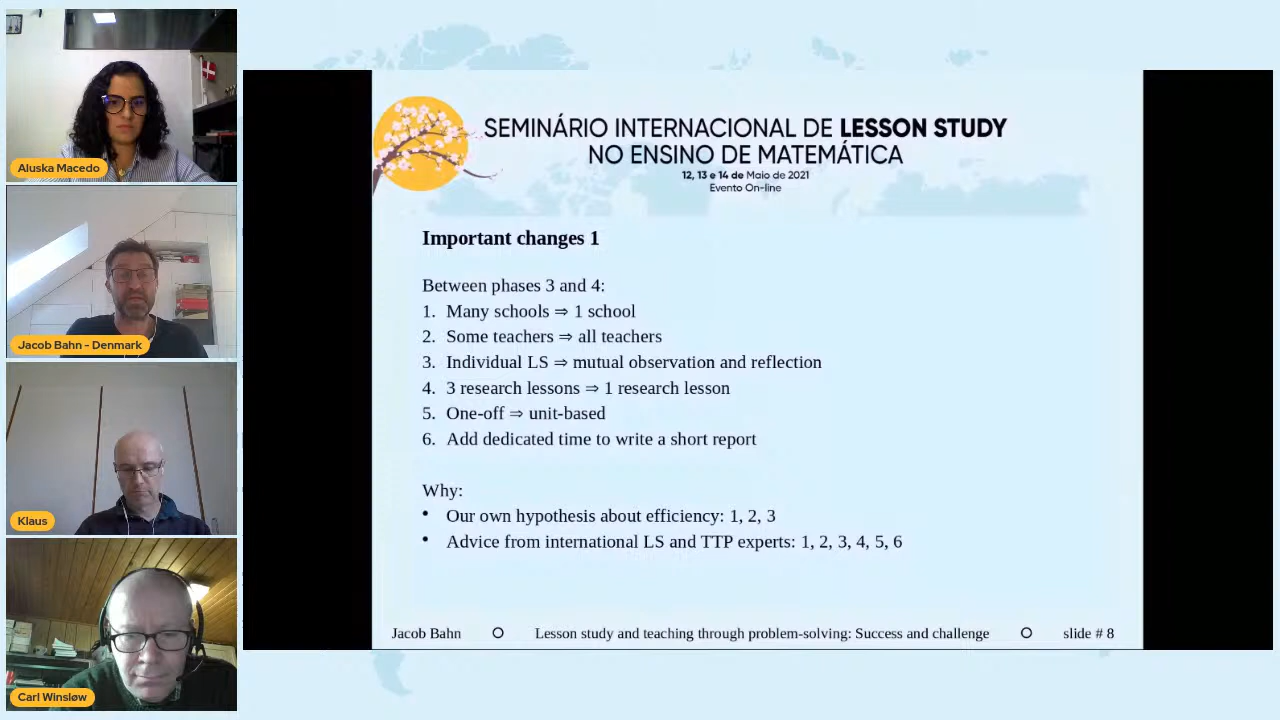 Aluska Macedo
Jacob Bahn - Denmark
Klaus
Carl Winsløw
SEMINÁRIO INTERNACIONAL DE LESSON STUDY
NO ENSINO DE MATEMÁTICA
12, 13 e 14 de Maio de 2021
Evento On-line
Important changes 1
Between phases 3 and 4:
1. Many schools ⇒ 1 school
2. Some teachers ⇒ all teachers
3. Individual LS ⇒ mutual observation and reflection
4. 3 research lessons ⇒ 1 research lesson
5. One-off ⇒ unit-based
6. Add dedicated time to write a short report
Why:
• Our own hypothesis about efficiency: 1, 2, 3
• Advice from international LS and TTP experts: 1, 2, 3, 4, 5, 6
Jacob Bahn O Lesson study and teaching through problem-solving: Success and challenge O slide # 8